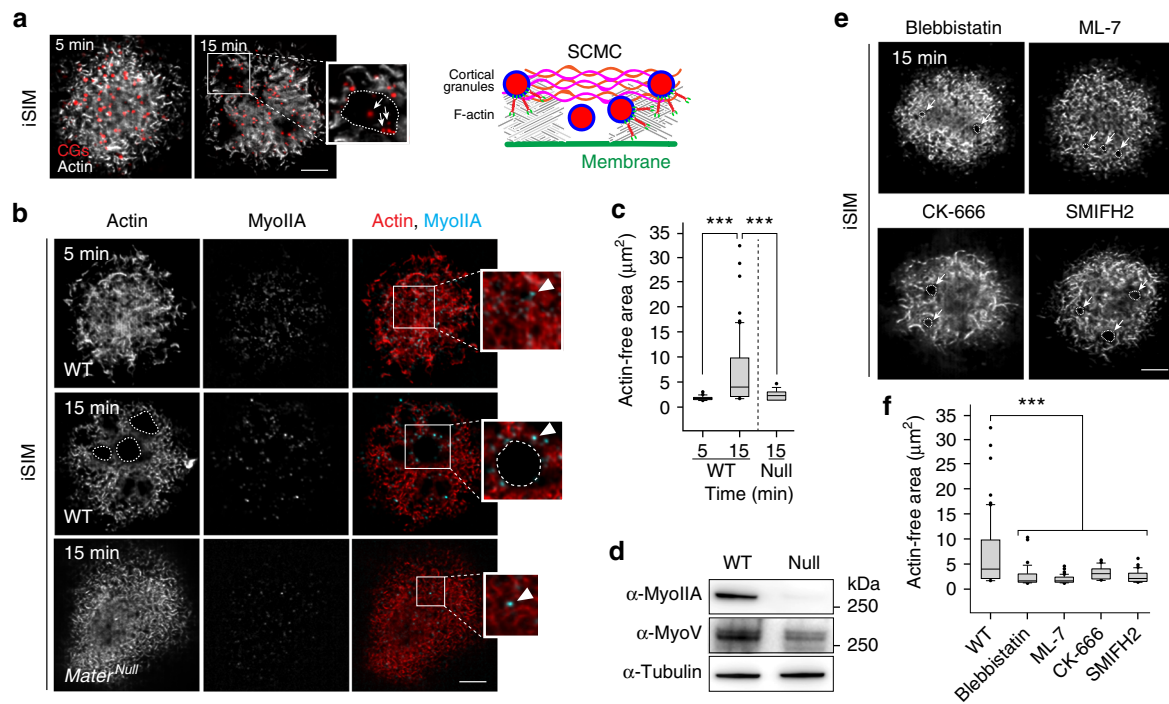 a
iSIM
5 min
CGs
Actin
15 min
SCMC
Cortical
granules
F-actin
Membrane
b
Actin
MyoIIA
Actin, MyoIIA
iSIM
5 min
WT
15 min
WT
15 min
Mater^Null
c
Actin-free area (μm²)
35
30
25
20
15
10
5
0
*** ***
5 15 15
WT Null
Time (min)
d
WT Null
kDa
α-MyoIIA
250
α-MyoV
250
α-Tubulin
e
Blebbistatin ML-7
15 min
iSIM
CK-666 SMIFH2
f
Actin-free area (μm²)
35
30
25
20
15
10
5
0
***
WT
Blebbistatin
ML-7
CK-666
SMIFH2